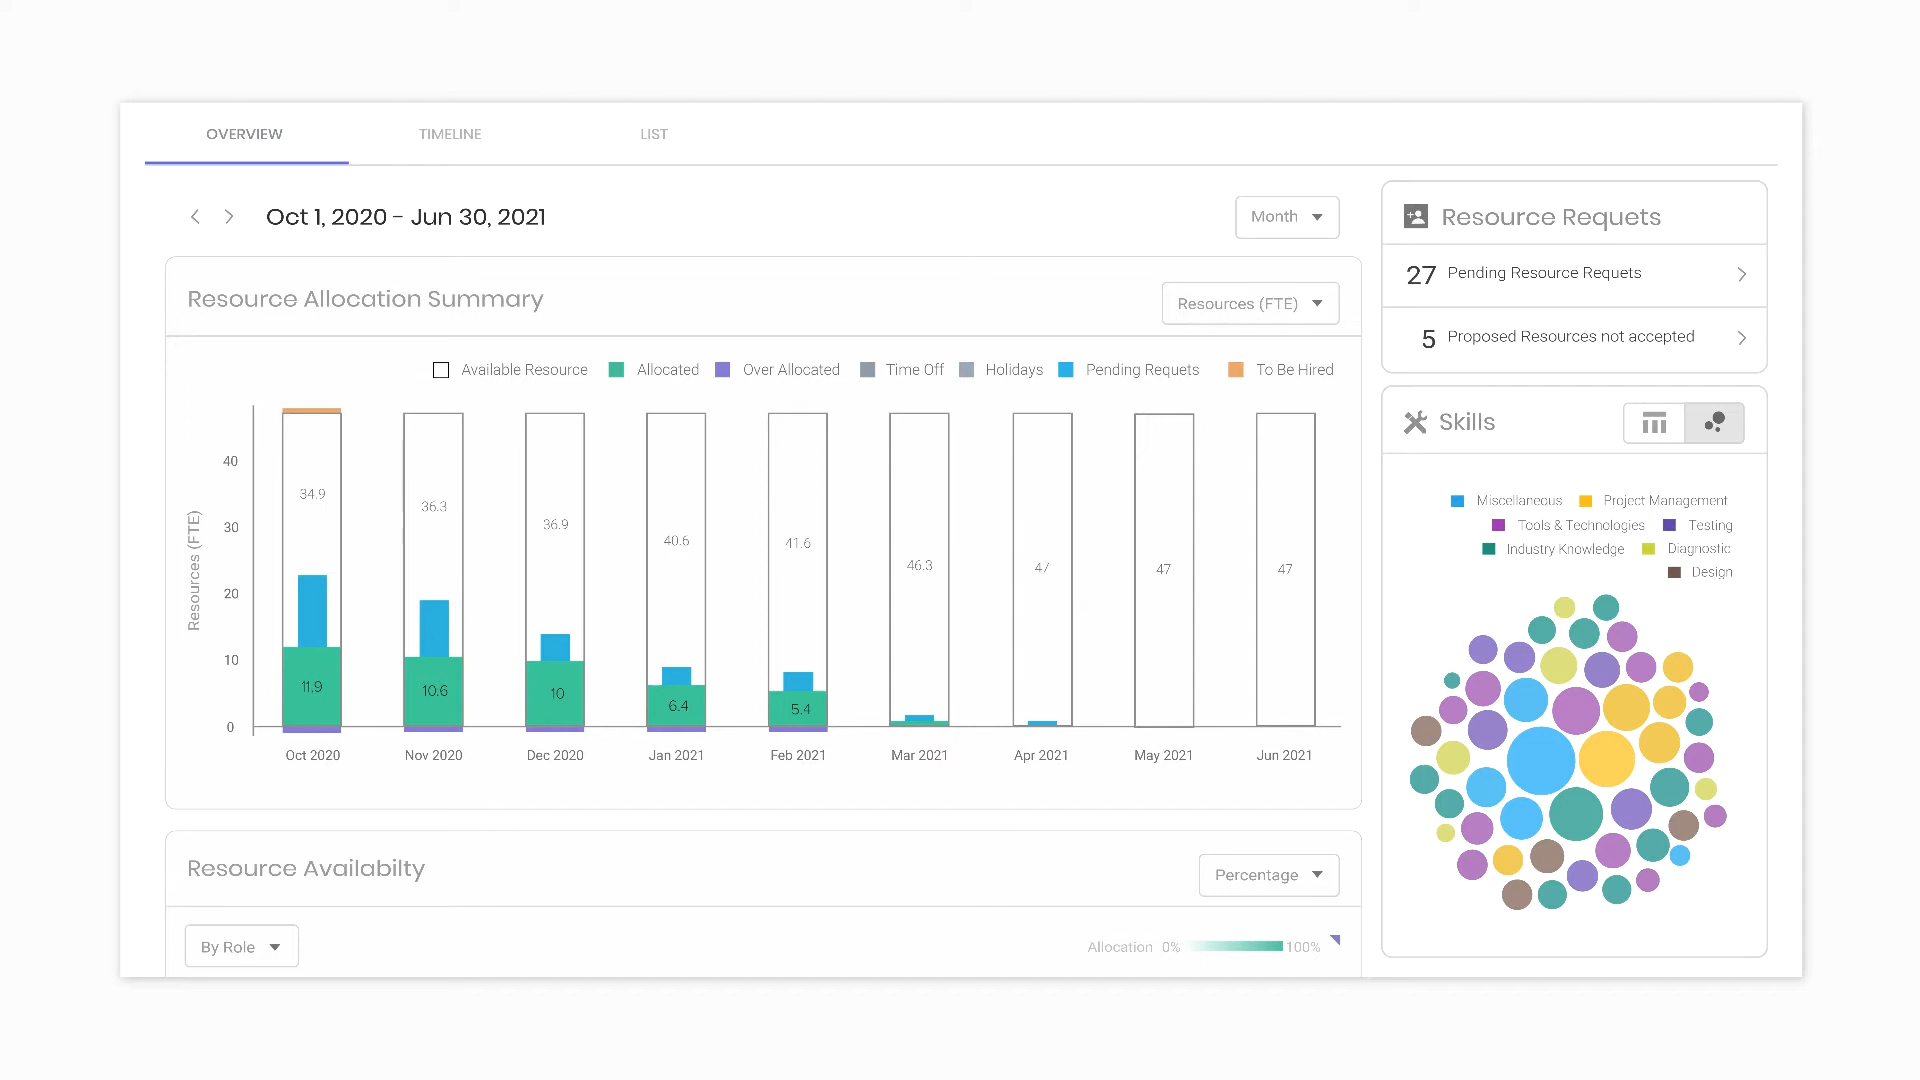 OVERVIEW TIMELINE LIST
Oct 1, 2020 - Jun 30, 2021 Month
Resource Allocation Summary Resources (FTE)
Available Resource Allocated Over Allocated Time Off Holidays Pending Requets To Be Hired
Resources (FTE)
40
30
20
10
0
34.9 36.3 36.9 40.6 41.6 46.3 47 47 47
11.9 10.6 10 6.4 5.4
Oct 2020 Nov 2020 Dec 2020 Jan 2021 Feb 2021 Mar 2021 Apr 2021 May 2021 Jun 2021
Resource Availabilty Percentage
By Role Allocation 0% 100%
Resource Requets
27 Pending Resource Requets
5 Proposed Resources not accepted
Skills
Miscellaneous Project Management
Tools & Technologies Testing
Industry Knowledge Diagnostic
Design